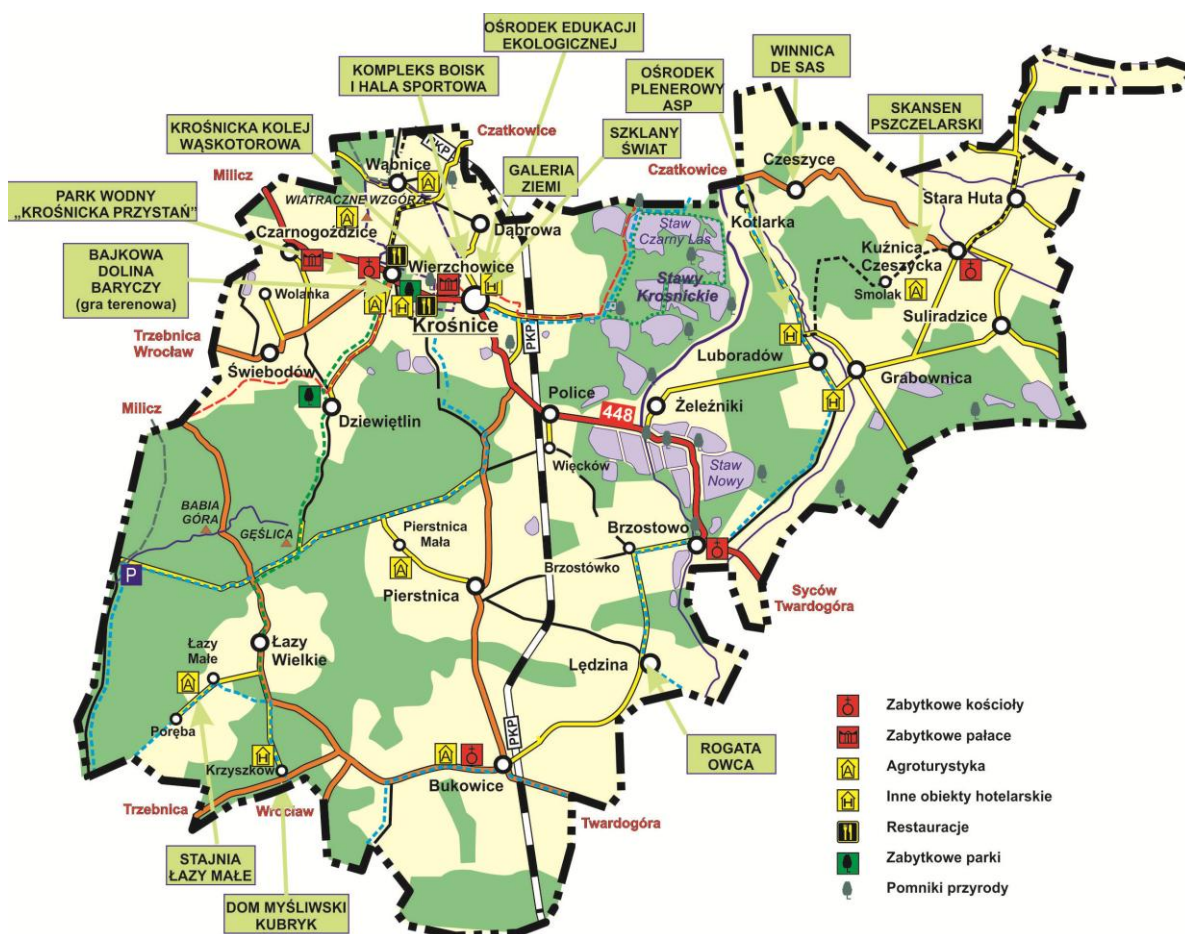 OŚRODEK EDUKACJI
EKOLOGICZNEJ
KOMPLEKS BOISK
I HALA SPORTOWA
OŚRODEK
PLENEROWY
ASP
WINNICA
DE SAS
SKANSEN
PSZCZELARSKI
KROŚNICKA KOLEJ
WĄSKOTOROWA
SZKLANY
ŚWIAT
GALERIA
ZIEMI
PARK WODNY
„KROŚNICKA PRZYSTAŃ”
BAJKOWA
DOLINA
BARYCZY
(gra terenowa)
Czatkowice
PKP
Wąbnice
Milicz
WIATRACZNE WZGÓRZE
Czarnogoździce
Dąbrowa
Wierzchowice
Wolanka
Krośnice
Trzebnica
Wrocław
Świebodów
Milicz
Dziewiętlin
PKP
Czatkowice
Czeszyce
Kotlarka
Stara Huta
Staw
Czarny Las
Stawy
Krośnickie
Kuźnica
Czeszycka
Smolak
Suliradzice
Luboradów
Grabownica
Police
448
Żeleźniki
Więcków
Staw
Nowy
BABIA
GÓRA
GĘŚLICA
P
Pierstnica
Mała
Pierstnica
Brzostowo
Brzostówko
Syców
Twardogóra
Łazy
Małe
Łazy
Wielkie
Lędzina
Poręba
Krzyszków
PKP
Bukowice
Trzebnica
Wrocław
Twardogóra
ROGATA
OWCA
STAJNIA
ŁAZY MAŁE
DOM MYŚLIWSKI
KUBRYK
Zabytkowe kościoły
Zabytkowe pałace
A Agroturystyka
H Inne obiekty hotelarskie
Restauracje
Zabytkowe parki
Pomniki przyrody